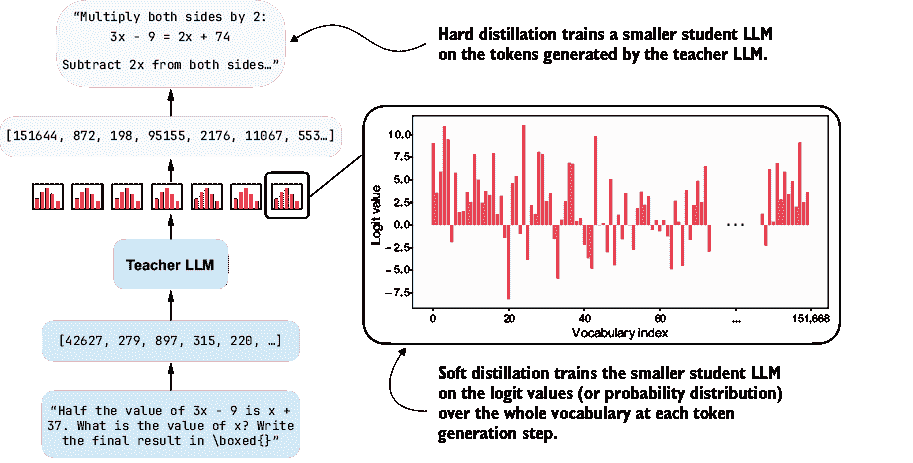 “Multiply both sides by 2:
3x - 9 = 2x + 74
Subtract 2x from both sides…”
Hard distillation trains a smaller student LLM
on the tokens generated by the teacher LLM.
[151644, 872, 198, 95155, 2176, 11067, 553…]
Logit value
10.0
7.5
5.0
2.5
0.0
−2.5
−5.0
−7.5
...
0
20
40
60
...
151,668
Vocabulary index
Teacher LLM
[42627, 279, 897, 315, 220, …]
“Half the value of 3x - 9 is x +
37. What is the value of x? Write
the final result in \boxed{}”
Soft distillation trains the smaller student LLM
on the logit values (or probability distribution)
over the whole vocabulary at each token
generation step.